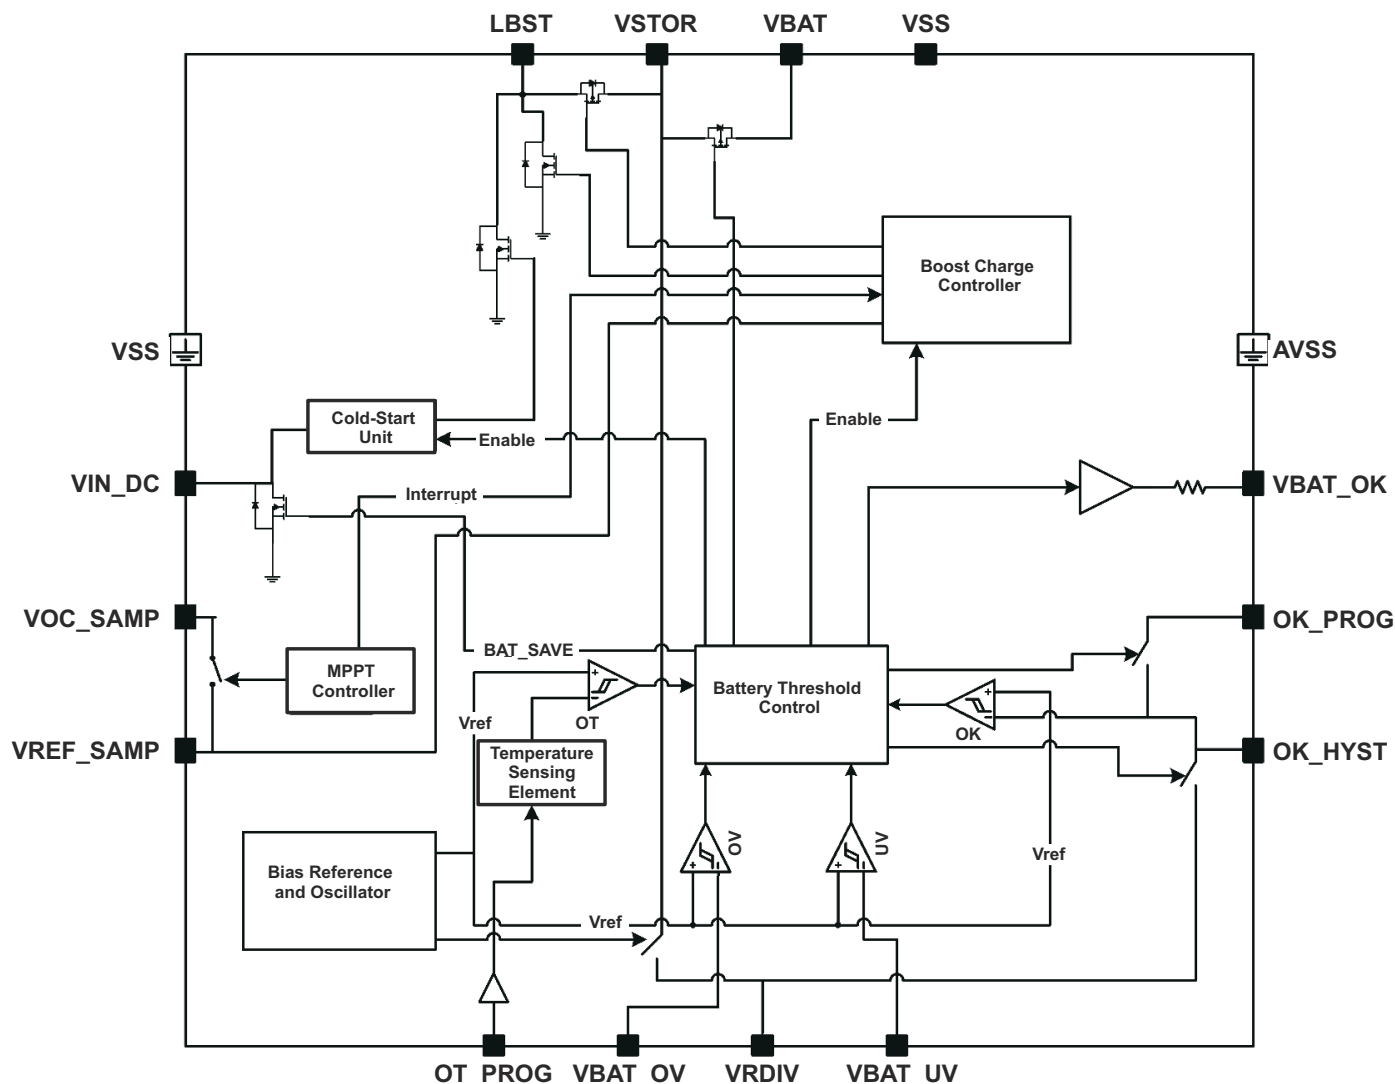 LBST
VSTOR
VBAT
VSS
Boost Charge
Controller
VSS
AVSS
Cold-Start
Unit
Enable
Enable
VIN_DC
Interrupt
VBAT_OK
VOC_SAMP
OK_PROG
BAT_SAVE
MPPT
Controller
+
–
OT
Battery Threshold
Control
+
–
OK
Vref
VREF_SAMP
Temperature
Sensing
Element
OK_HYST
OV
UV
+
–
+
–
Vref
Bias Reference
and Oscillator
Vref
OT_PROG
VBAT_OV
VRDIV
VBAT_UV